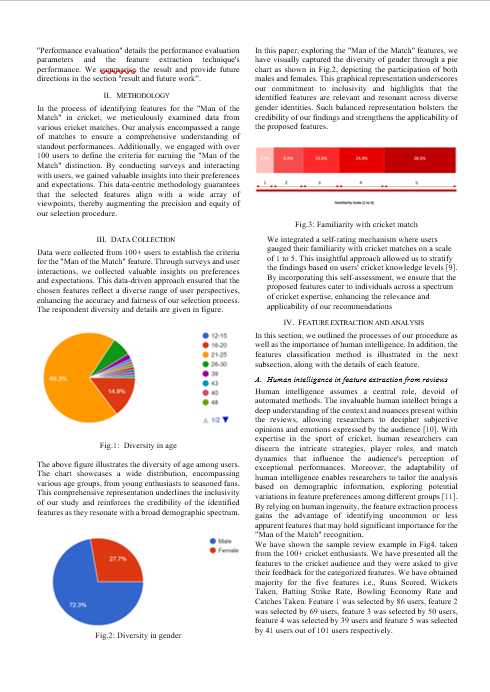 "Performance evaluation" details the performance evaluation
parameters and the feature extraction technique's
performance. We the result and provide future
directions in the section "result and future work".
II. METHODOLOGY
In the process of identifying features for the "Man of the
Match" in cricket, we meticulously examined data from
various cricket matches. Our analysis encompassed a range
of matches to ensure a comprehensive understanding of
standout performances. Additionally, we engaged with over
100 users to define the criteria for earning the "Man of the
Match" distinction. By conducting surveys and interacting
with users, we gained valuable insights into their preferences
and expectations. This data-centric methodology guarantees
that the selected features align with a wide array of
viewpoints, thereby augmenting the precision and equity of
our selection procedure.
III. DATA COLLECTION
Data were collected from 100+ users to establish the criteria
for the "Man of the Match" feature. Through surveys and user
interactions, we collected valuable insights on preferences
and expectations. This data-driven approach ensured that the
chosen features reflect a diverse range of user perspectives,
enhancing the accuracy and fairness of our selection process.
The respondent diversity and details are given in figure.
69.3%
14.9%
12-15
16-20
21-25
26-30
39
43
40
48
1/2
Fig.1: Diversity in age
The above figure illustrates the diversity of age among users.
The chart showcases a wide distribution, encompassing
various age groups, from young enthusiasts to seasoned fans.
This comprehensive representation underlines the inclusivity
of our study and reinforces the credibility of the identified
features as they resonate with a broad demographic spectrum.
27.7%
72.3%
Male
Female
Fig.2: Diversity in gender
In this paper, exploring the "Man of the Match" features, we
have visually captured the diversity of gender through a pie
chart as shown in Fig.2, depicting the participation of both
males and females. This graphical representation underscores
our commitment to inclusivity and highlights that the
identified features are relevant and resonant across diverse
gender identities. Such balanced representation bolsters the
credibility of our findings and strengthens the applicability of
the proposed features.
1 2 3 4 5
Familiarity Scale (1 to 5)
Fig.3: Familiarity with cricket match
We integrated a self-rating mechanism where users
gauged their familiarity with cricket matches on a scale
of 1 to 5. This insightful approach allowed us to stratify
the findings based on users' cricket knowledge levels [9].
By incorporating this self-assessment, we ensure that the
proposed features cater to individuals across a spectrum
of cricket expertise, enhancing the relevance and
applicability of our recommendations
IV. FEATURE EXTRACTION AND ANALYSIS
In this section, we outlined the processes of our procedure as
well as the importance of human intelligence. In addition, the
features classification method is illustrated in the next
subsection, along with the details of each feature.
A. Human intelligence in feature extraction from reviews
Human intelligence assumes a central role, devoid of
automated methods. The invaluable human intellect brings a
deep understanding of the context and nuances present within
the reviews, allowing researchers to decipher subjective
opinions and emotions expressed by the audience [10]. With
expertise in the sport of cricket, human researchers can
discern the intricate strategies, player roles, and match
dynamics that influence the audience's perception of
exceptional performances. Moreover, the adaptability of
human intelligence enables researchers to tailor the analysis
based on demographic information, exploring potential
variations in feature preferences among different groups [11].
By relying on human ingenuity, the feature extraction process
gains the advantage of identifying uncommon or less
apparent features that may hold significant importance for the
"Man of the Match" recognition.
We have shown the sample review example in Fig4. taken
from the 100+ cricket enthusiasts. We have presented all the
features to the cricket audience and they were asked to give
their feedback for the categorized features. We have obtained
majority for the five features i.e., Runs Scored, Wickets
Taken, Batting Strike Rate, Bowling Economy Rate and
Catches Taken. Feature 1 was selected by 86 users, feature 2
was selected by 69 users, feature 3 was selected by 50 users,
feature 4 was selected by 39 users and feature 5 was selected
by 41 users out of 101 users respectively.